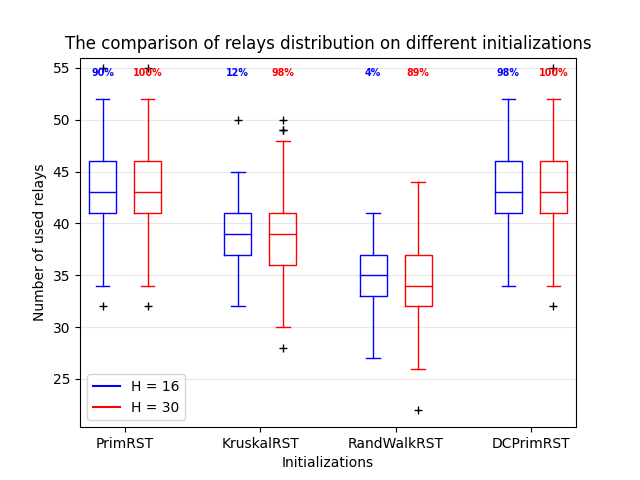 The comparison of relays distribution on different initializations
55
50
45
40
35
30
25
Number of used relays
90% 100% 12% 98% 4% 89% 98% 100%
H = 16
H = 30
PrimRST KruskalRST RandWalkRST DCPrimRST
Initializations